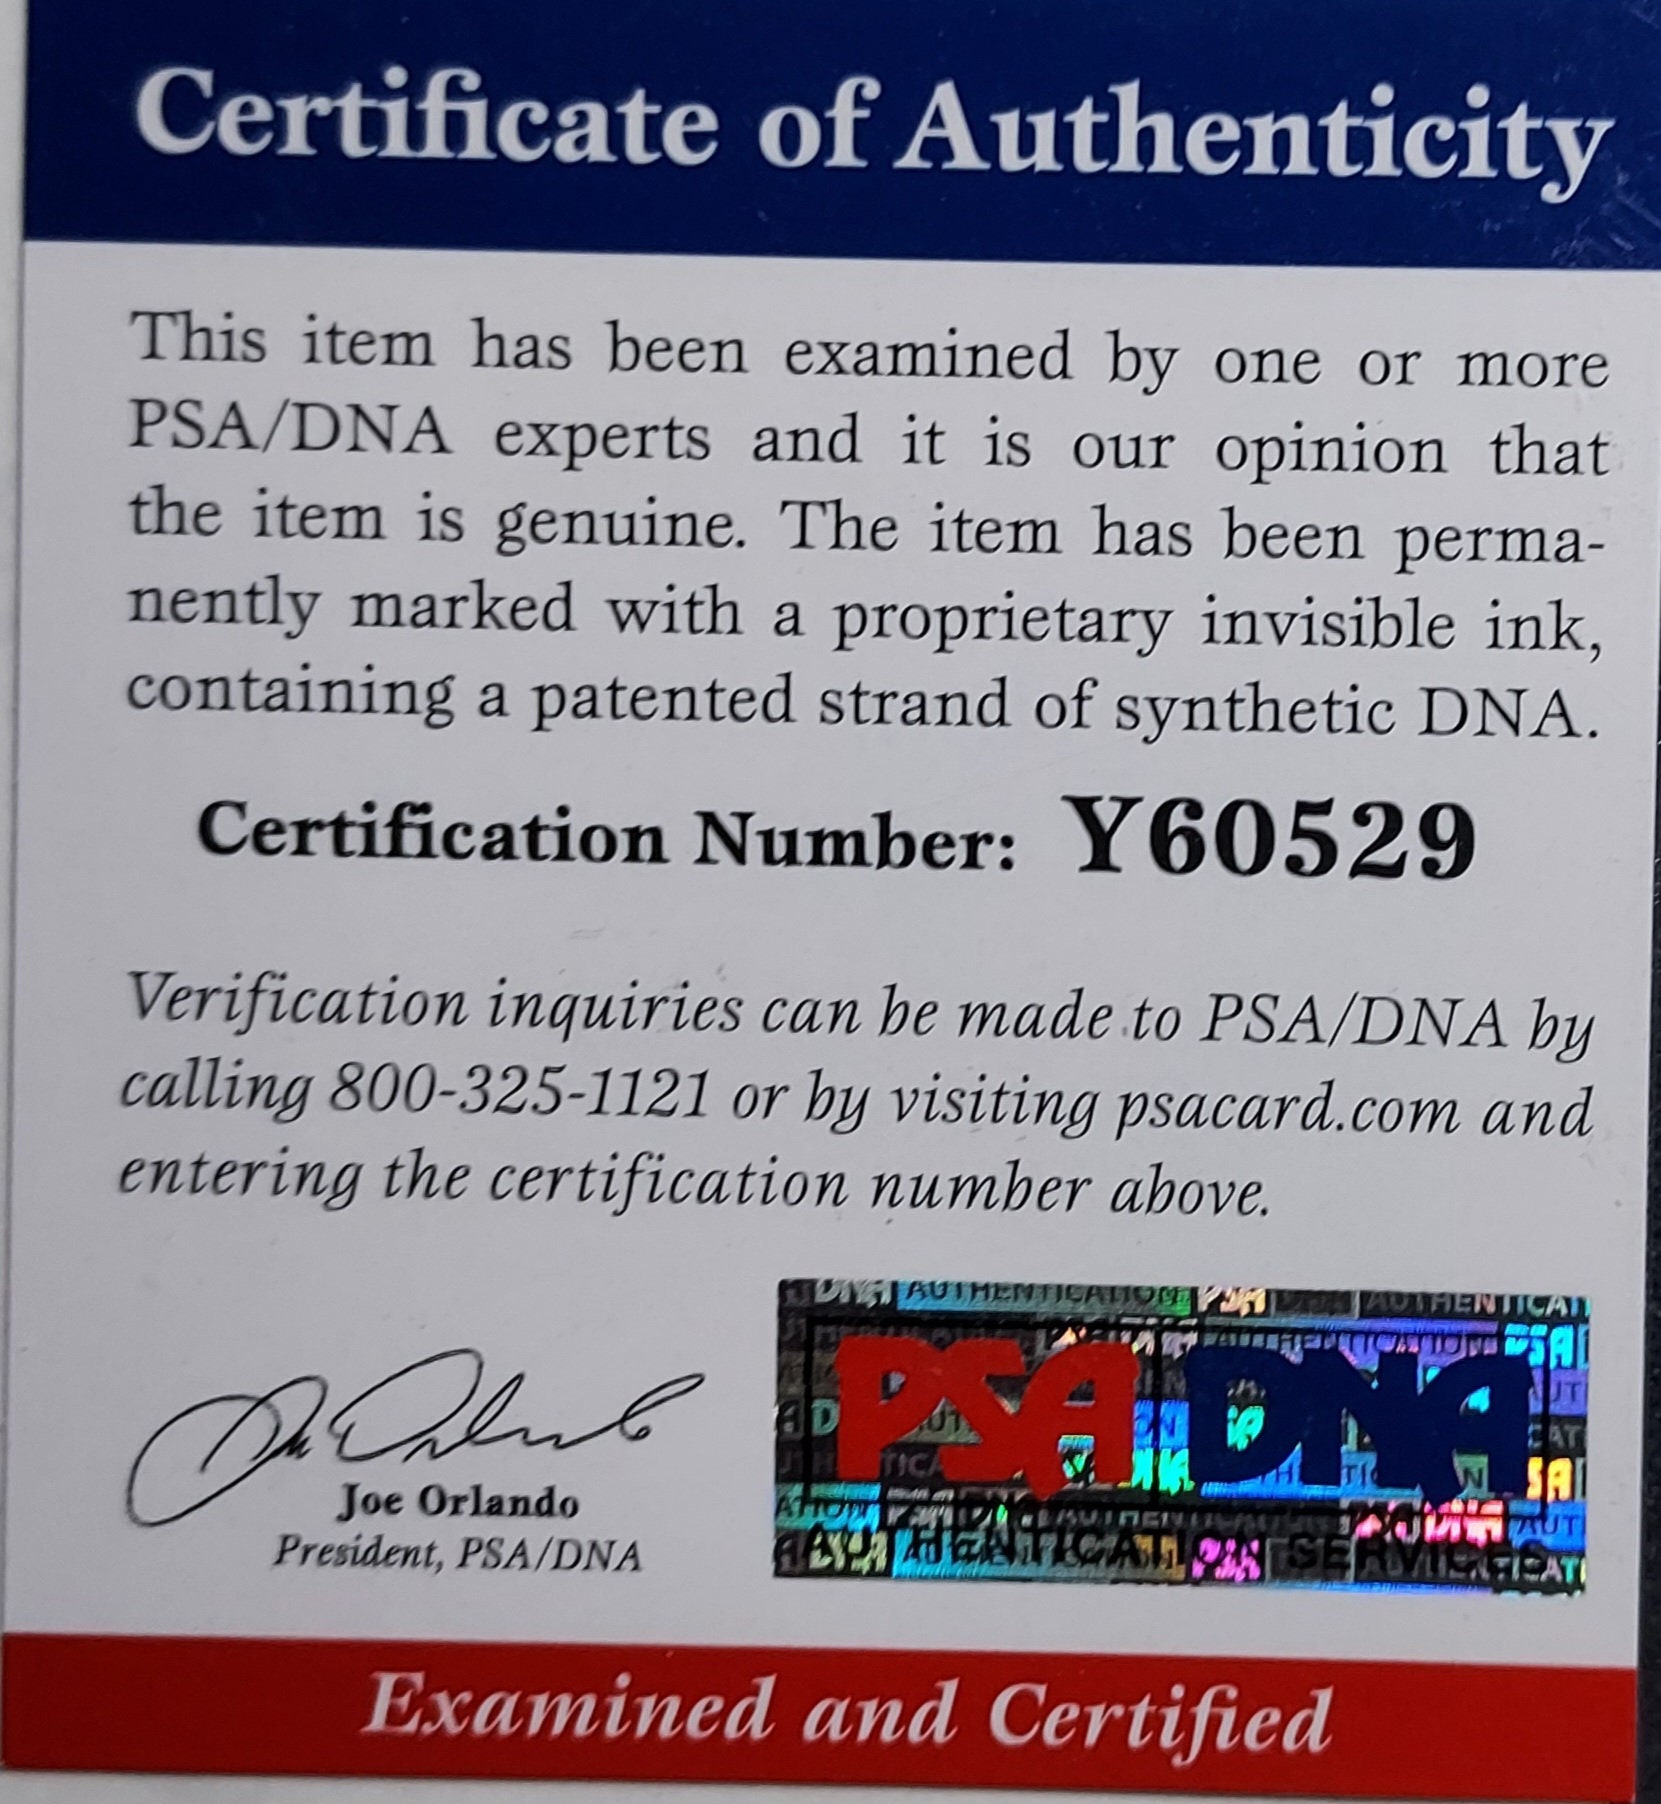 Certificate of Authenticity
This item has been examined by one or more
PSA/DNA experts and it is our opinion that
the item is genuine. The item has been perma-
nently marked with a proprietary invisible ink,
containing a patented strand of synthetic DNA.
Certification Number: Y60529
Verification inquiries can be made to PSA/DNA by
calling 800-325-1121 or by visiting psacard.com and
entering the certification number above.
Joe Orlando
President, PSA/DNA
PSA DNA
AUTHENTICATION SERVICES
Examined and Certified